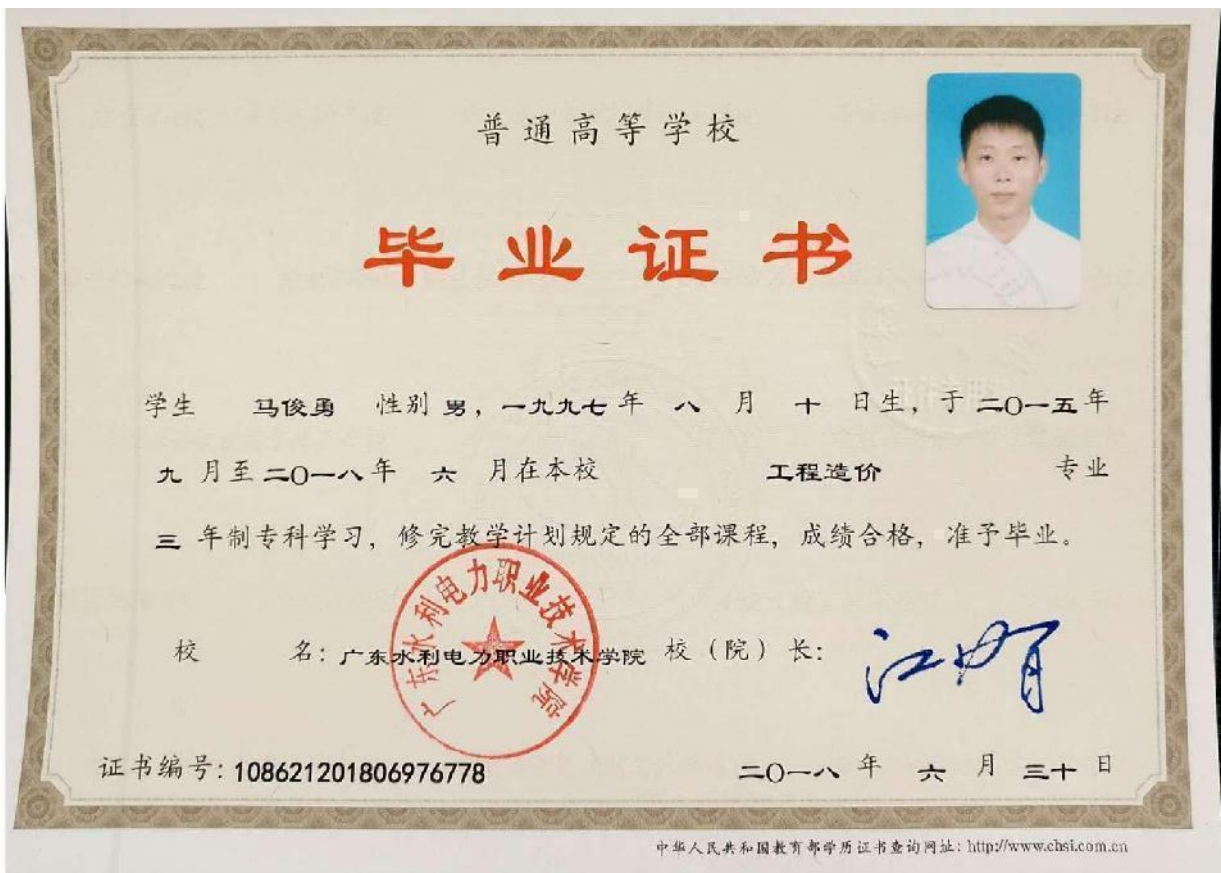 普通高等学校
毕业证书
学生 马俊勇 性别 男，一九九七年 八 月 十 日生，于 二〇一五年
九 月至二〇一八年 六 月在本校 工程造价 专业
三 年制专科学习，修完教学计划规定的全部课程，成绩合格，准予毕业。
广东水利电力职业技术学院
校 名：广东水利电力职业技术学院 校（院）长：
证书编号：108621201806976778 二〇一八 年 六 月 三十 日
中华人民共和国教育部学历证书查询网址：http://www.chsi.com.cn